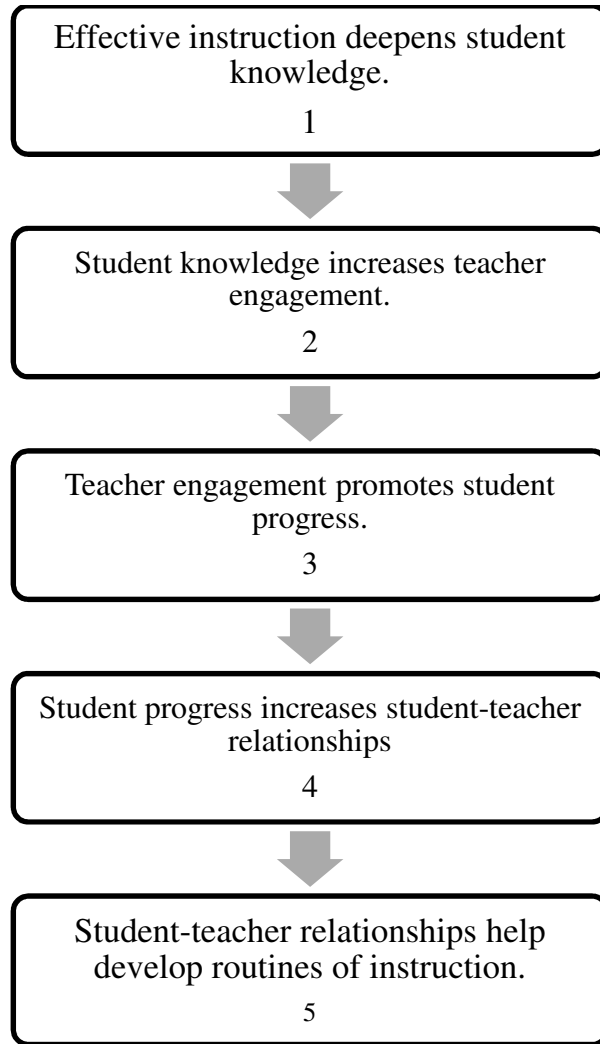 Effective instruction deepens student
knowledge.
1
Student knowledge increases teacher
engagement.
2
Teacher engagement promotes student
progress.
3
Student progress increases student-teacher
relationships
4
Student-teacher relationships help
develop routines of instruction.
5